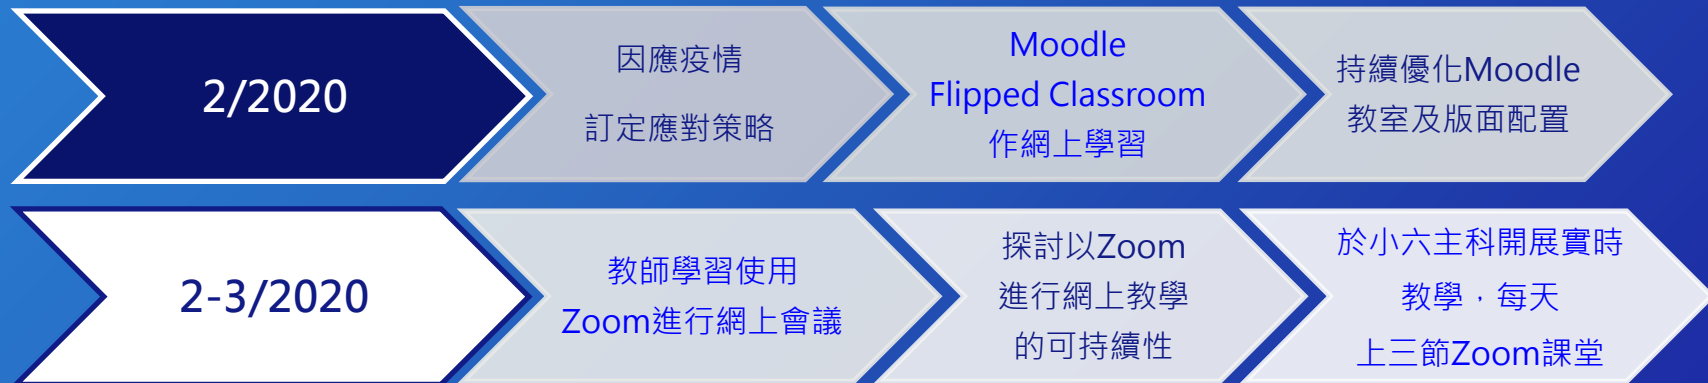 2/2020
因應疫情
訂定應對策略
Moodle
Flipped Classroom
作網上學習
持續優化Moodle
教室及版面配置
2-3/2020
教師學習使用
Zoom進行網上會議
探討以Zoom
進行網上教學
的可持續性
於小六主科開展實時
教學，每天
上三節Zoom課堂